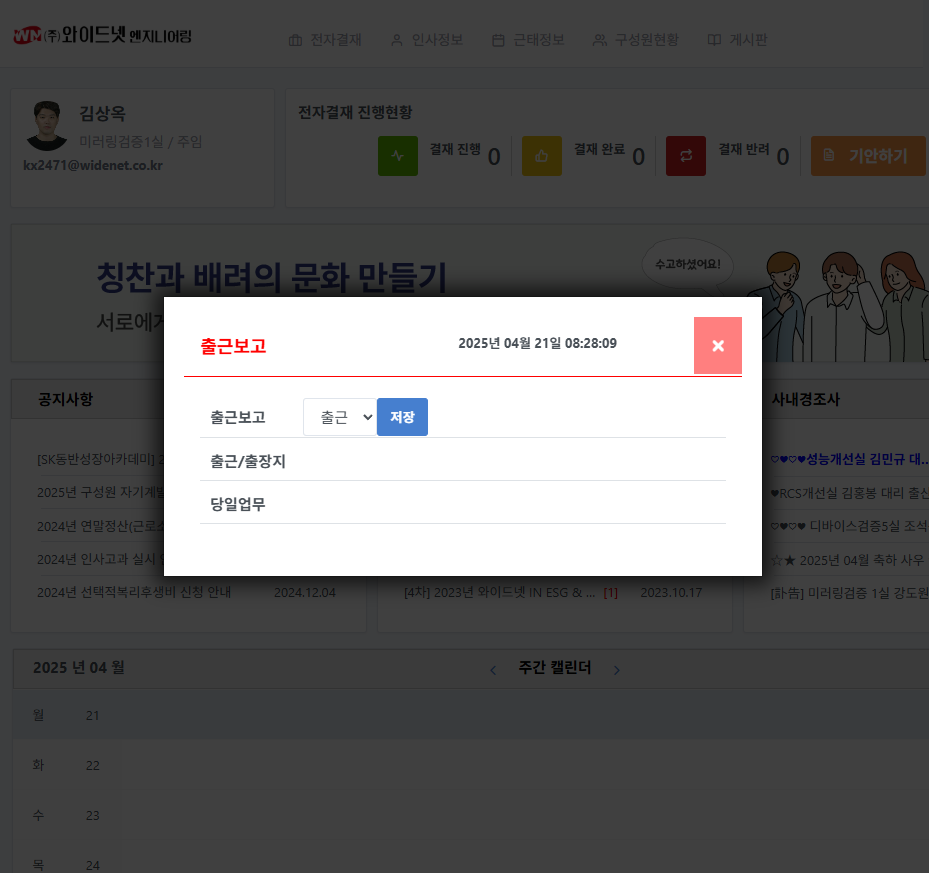 WM (주)와이드넷 엔지니어링
전자결재 인사정보 근태정보 구성원현황 게시판
김상옥
미러링검증1실 / 주임
kx2471@widenet.co.kr
전자결재 진행현황
결재 진행 0 결재 완료 0 결재 반려 0 기안하기
칭찬과 배려의 문화 만들기
서로에게
수고하셨어요!
출근보고 2025년 04월 21일 08:28:09 ×
출근보고 출근 저장
출근/출장지
당일업무
공지사항
[SK동반성장아카데미] 2
2025년 구성원 자기계발
2024년 연말정산(근로소
2024년 인사고과 실시
2024년 선택적복리후생비 신청 안내 2024.12.04
[4차] 2023년 와이드넷 IN ESG & ... [1] 2023.10.17
사내경조사
♡♥♡♥성능개선실 김민규 대..
♥RCS개선실 김홍봉 대리 출산
♡♥♡♥ 디바이스검증5실 조석
☆★ 2025년 04월 축하 사우
[訃告] 미러링검증 1실 강도원
2025 년 04 월 < 주간 캘린더 >
월 21
화 22
수 23
목 24